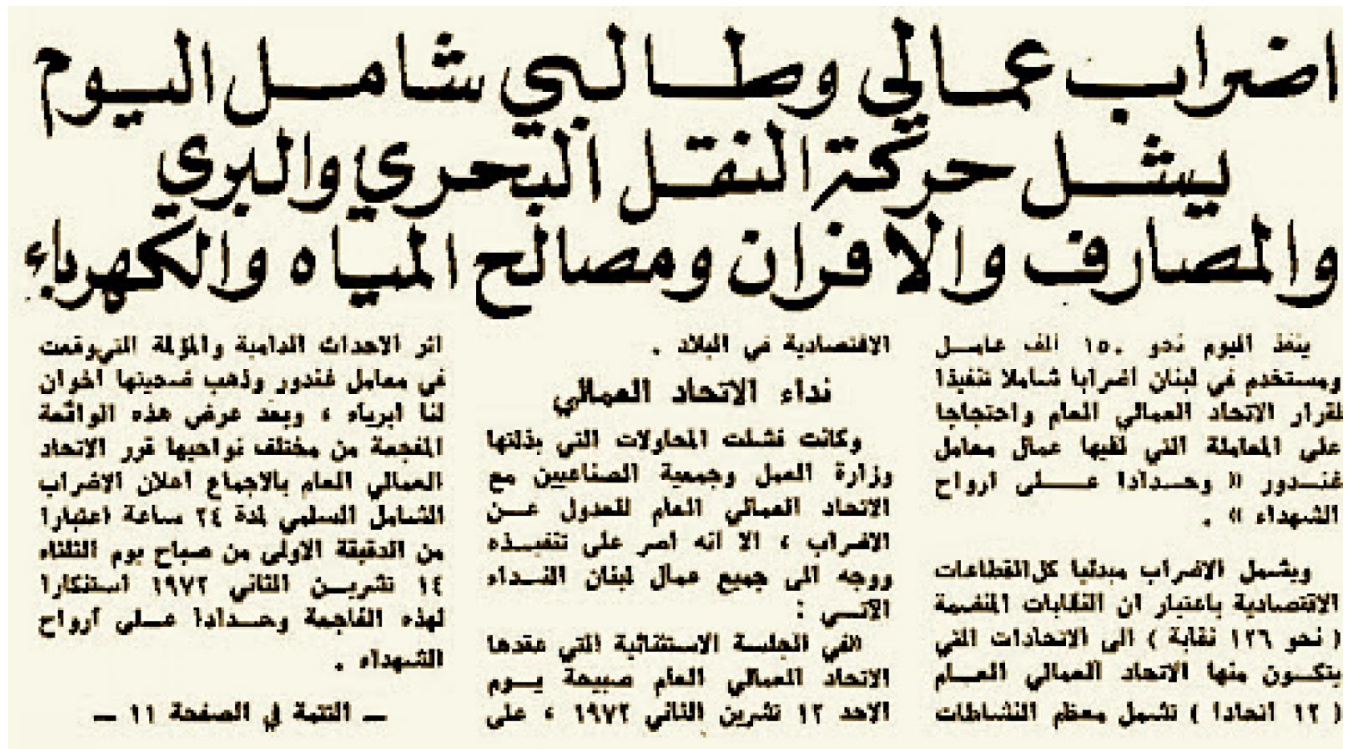 اضراب عمالي وطالبي شامل اليوم
يشل حركة النقل البحري والبري
والمصارف والافران ومصالح المياه والكهرباء
ينفذ اليوم نحو ١٥٠ الف عامل
ومستخدم في لبنان اضرابا شاملا تنفيذا
لقرار الاتحاد العمالي العام واحتجاجا
على المعاملة التي لقيها عمال معامل
غندور « وحدادا على ارواح
الشهداء » .
ويشمل الاضراب مبدئيا كل القطاعات
الاقتصادية باعتبار ان النقابات المنضمة
( نحو ١٢٦ نقابة ) الى الاتحادات التي
يتكون منها الاتحاد العمالي العام
( ١٢ اتحادا ) تشمل معظم النشاطات
الاقتصادية في البلاد .
نداء الاتحاد العمالي
وكانت فشلت المحاولات التي بذلتها
وزارة العمل وجمعية الصناعيين مع
الاتحاد العمالي العام للعدول عن
الاضراب ، الا انه اصر على تنفيذه
ووجه الى جميع عمال لبنان النداء
الآتي :
«في الجلسة الاستثنائية التي عقدها
الاتحاد العمالي العام صبيحة يوم
الاحد ١٢ تشرين الثاني ١٩٧٢ ، على
اثر الاحداث الدامية والمؤلمة التي وقعت
في معامل غندور وذهب ضحيتها اخوان
لنا ابرياء ، وبعد عرض هذه الواقعة
المفجعة من مختلف نواحيها قرر الاتحاد
العمالي العام بالاجماع اعلان الاضراب
الشامل السلمي لمدة ٢٤ ساعة اعتبارا
من الدقيقة الاولى من صباح يوم الثلثاء
١٤ تشرين الثاني ١٩٧٢ استنكارا
لهذه الفاجعة وحدادا على ارواح
الشهداء .
ــ التتمة في الصفحة ١١ ــ